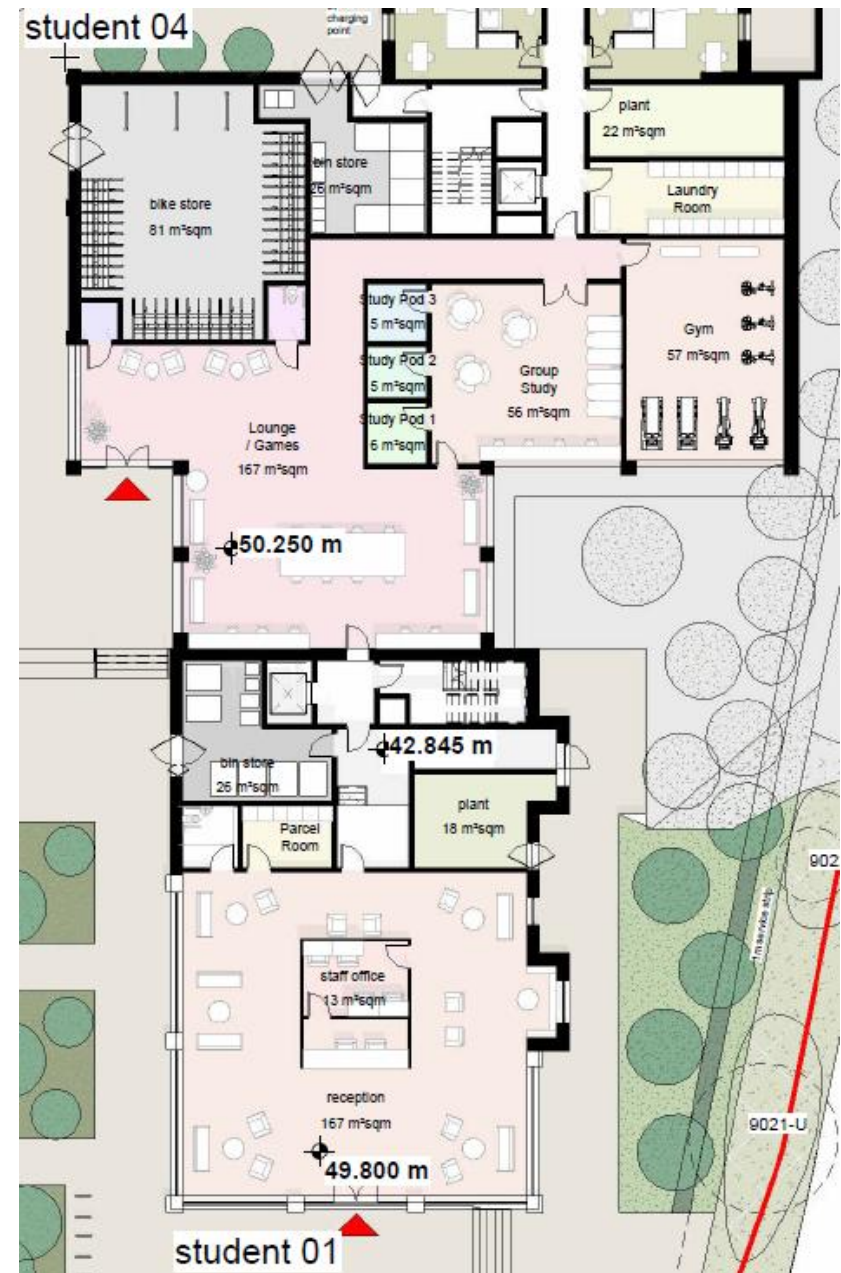 student 04
charging
point
plant
22 m²sqm
bin store
26 m²sqm
Laundry
Room
bike store
81 m²sqm
Study Pod 3
5 m²sqm
Gym
57 m²sqm
Study Pod 2
5 m²sqm
Group
Study
56 m²sqm
Study Pod 1
6 m²sqm
Lounge
/ Games
167 m²sqm
50.250 m
42.845 m
bin store
26 m²sqm
plant
18 m²sqm
Parcel
Room
902
1m service strip
staff office
13 m²sqm
reception
167 m²sqm
9021-U
49.800 m
student 01